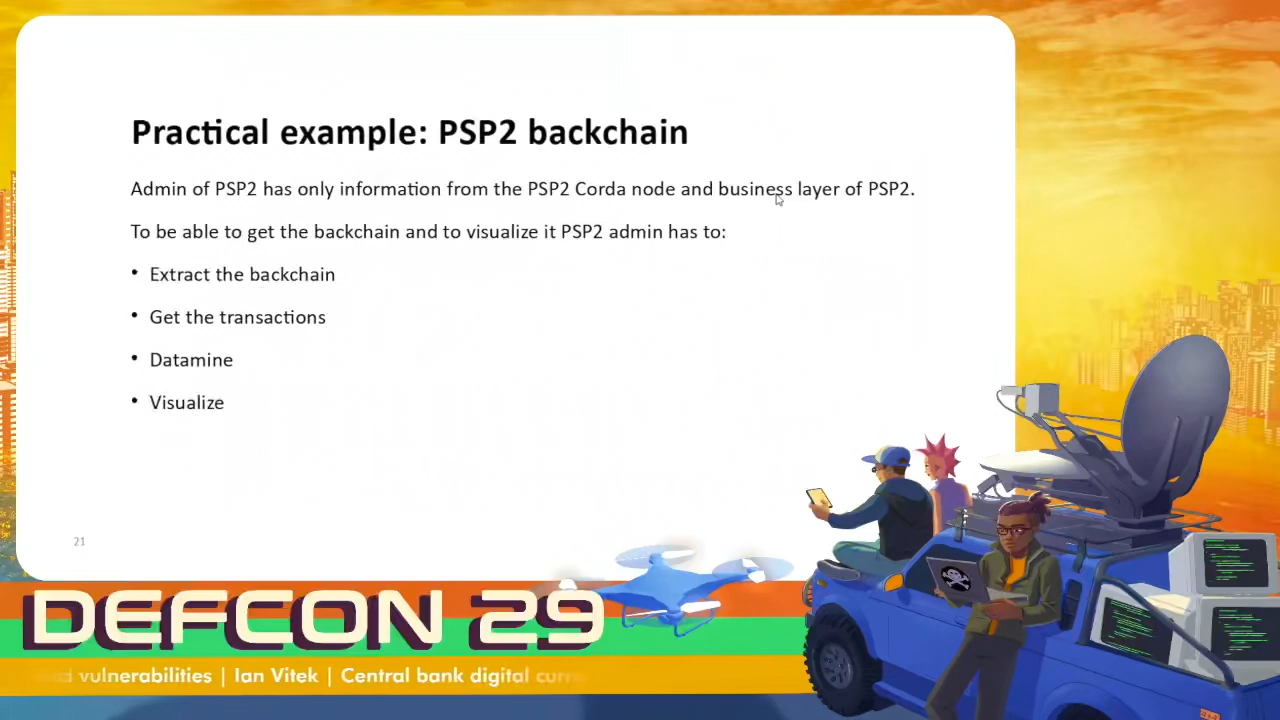 Practical example: PSP2 backchain
Admin of PSP2 has only information from the PSP2 Corda node and business layer of PSP2.
To be able to get the backchain and to visualize it PSP2 admin has to:
• Extract the backchain
• Get the transactions
• Datamine
• Visualize
21
DEFCON 29
vulnerabilities | Ian Vitek | Central bank digital